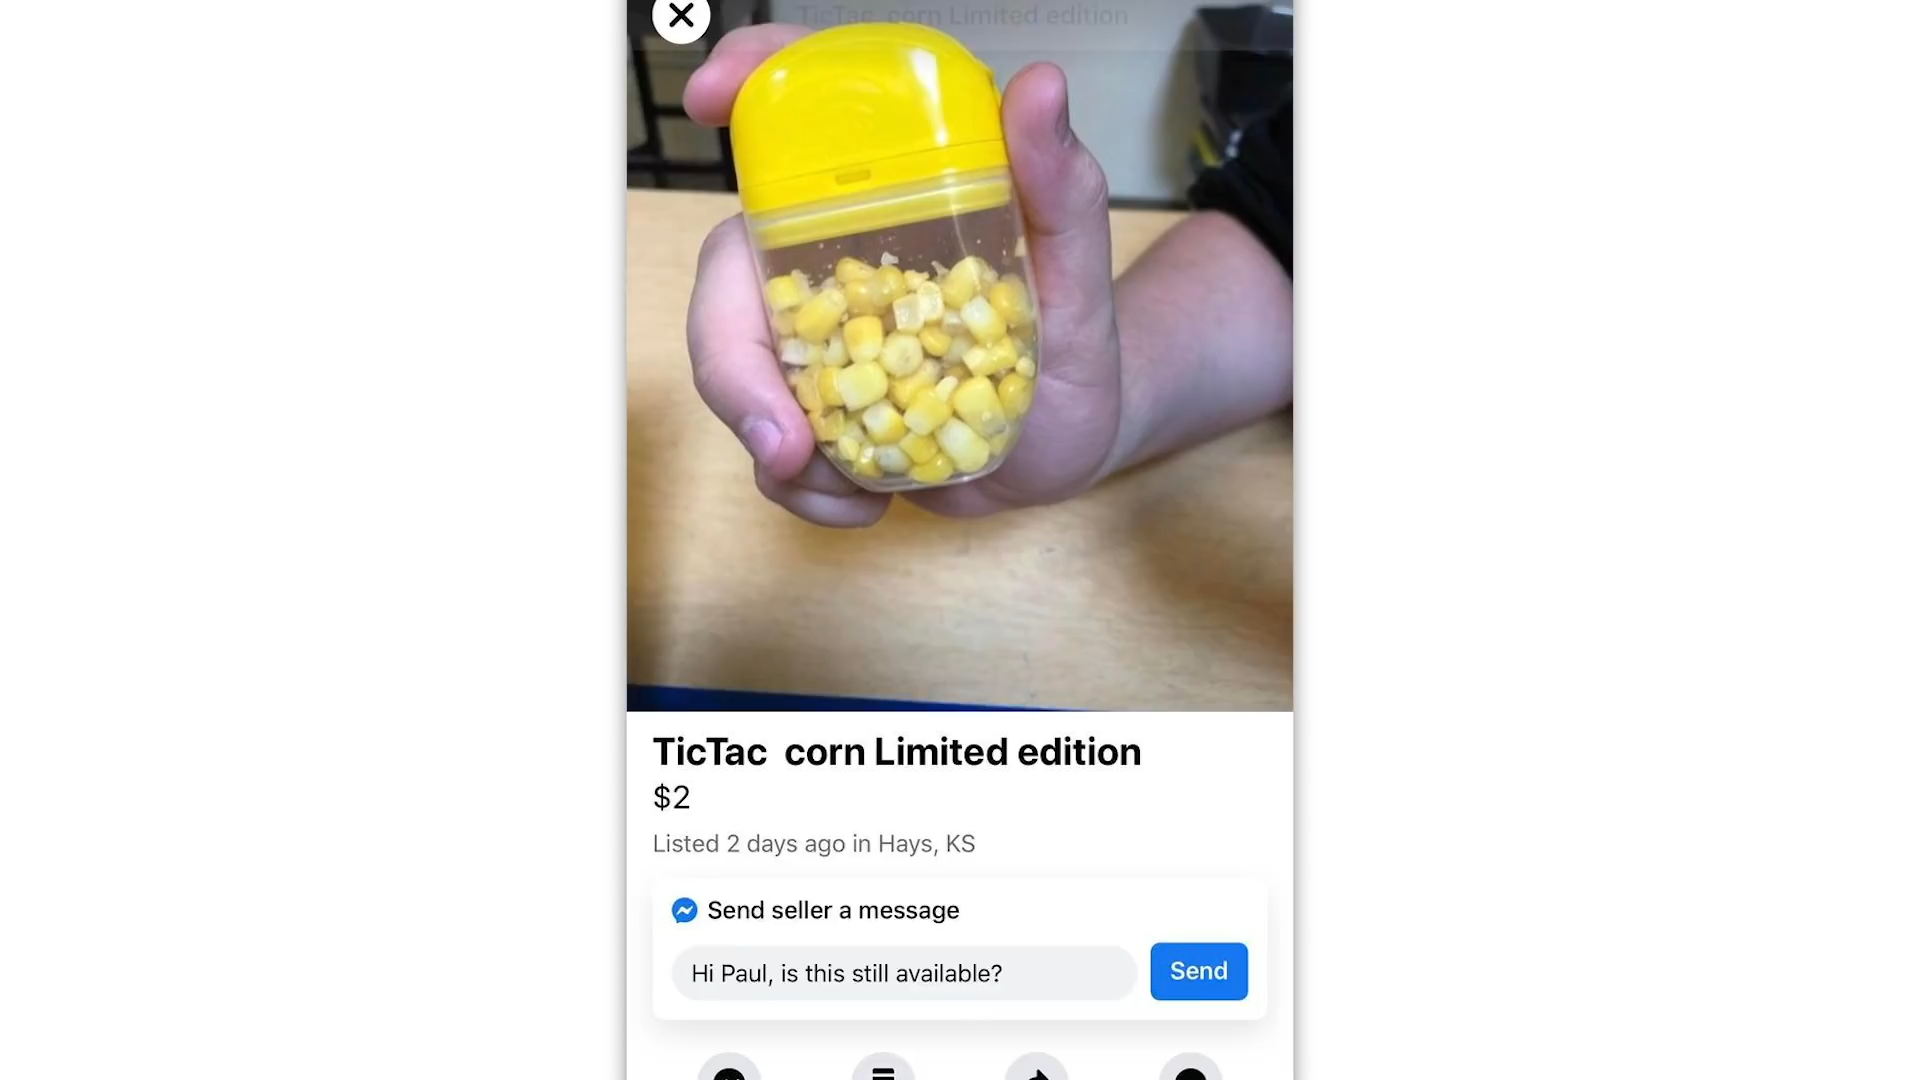 TicTac corn Limited edition
TicTac  corn Limited edition
$2
Listed 2 days ago in Hays, KS
Send seller a message
Hi Paul, is this still available?
Send